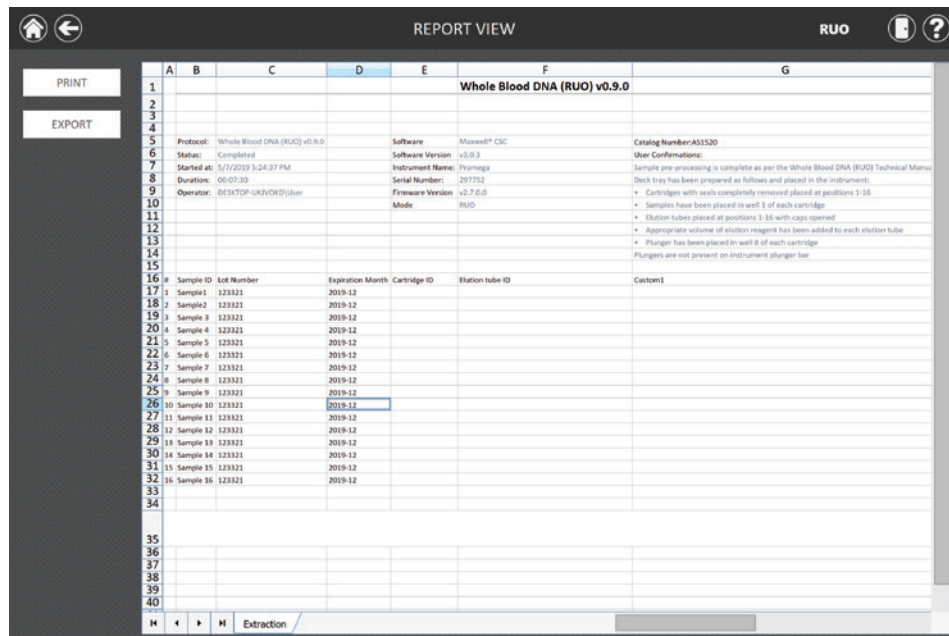 REPORT VIEW RUO ?
PRINT
EXPORT
A B C D E F G
1 Whole Blood DNA (RUO) v0.9.0
2
3
4
5 Protocol: Whole Blood DNA (RUO) v0.9.0 Software Maxwell® CSC Catalog Number:AS1520
6 Status: Completed Software Version v3.0.3 User Confirmations:
7 Started at: 5/7/2019 5:24:37 PM Instrument Name: Promega Sample pre-processing is complete as per the Whole Blood DNA (RUO) Technical Manua
8 Duration: 00:07:30 Serial Number: 297752 Deck tray has been prepared as follows and placed in the instrument:
9 Operator: Firmware Version v2.7.0.0 • Cartridges with seals completely removed placed at positions 1-16
10 Mode RUO • Samples have been placed in well 1 of each cartridge
11 • Elution tubes placed at positions 1-16 with caps opened
12 • Appropriate volume of elution reagent has been added to each elution tube
13 • Plunger has been placed in well 8 of each cartridge
14 Plungers are not present on instrument plunger bar
15
16 # Sample ID Lot Number Expiration Month Cartridge ID Elution tube ID Custom1
17 1 Sample1 123321 2019-12
18 2 Sample2 123321 2019-12
19 3 Sample 3 123321 2019-12
20 4 Sample 4 123321 2019-12
21 5 Sample 5 123321 2019-12
22 6 Sample 6 123321 2019-12
23 7 Sample 7 123321 2019-12
24 8 Sample 8 123321 2019-12
25 9 Sample 9 123321 2019-12
26 10 Sample 10 123321 2019-12
27 11 Sample 11 123321 2019-12
28 12 Sample 12 123321 2019-12
29 13 Sample 13 123321 2019-12
30 14 Sample 14 123321 2019-12
31 15 Sample 15 123321 2019-12
32 16 Sample 16 123321 2019-12
33
34
35
36
37
38
39
40
Extraction